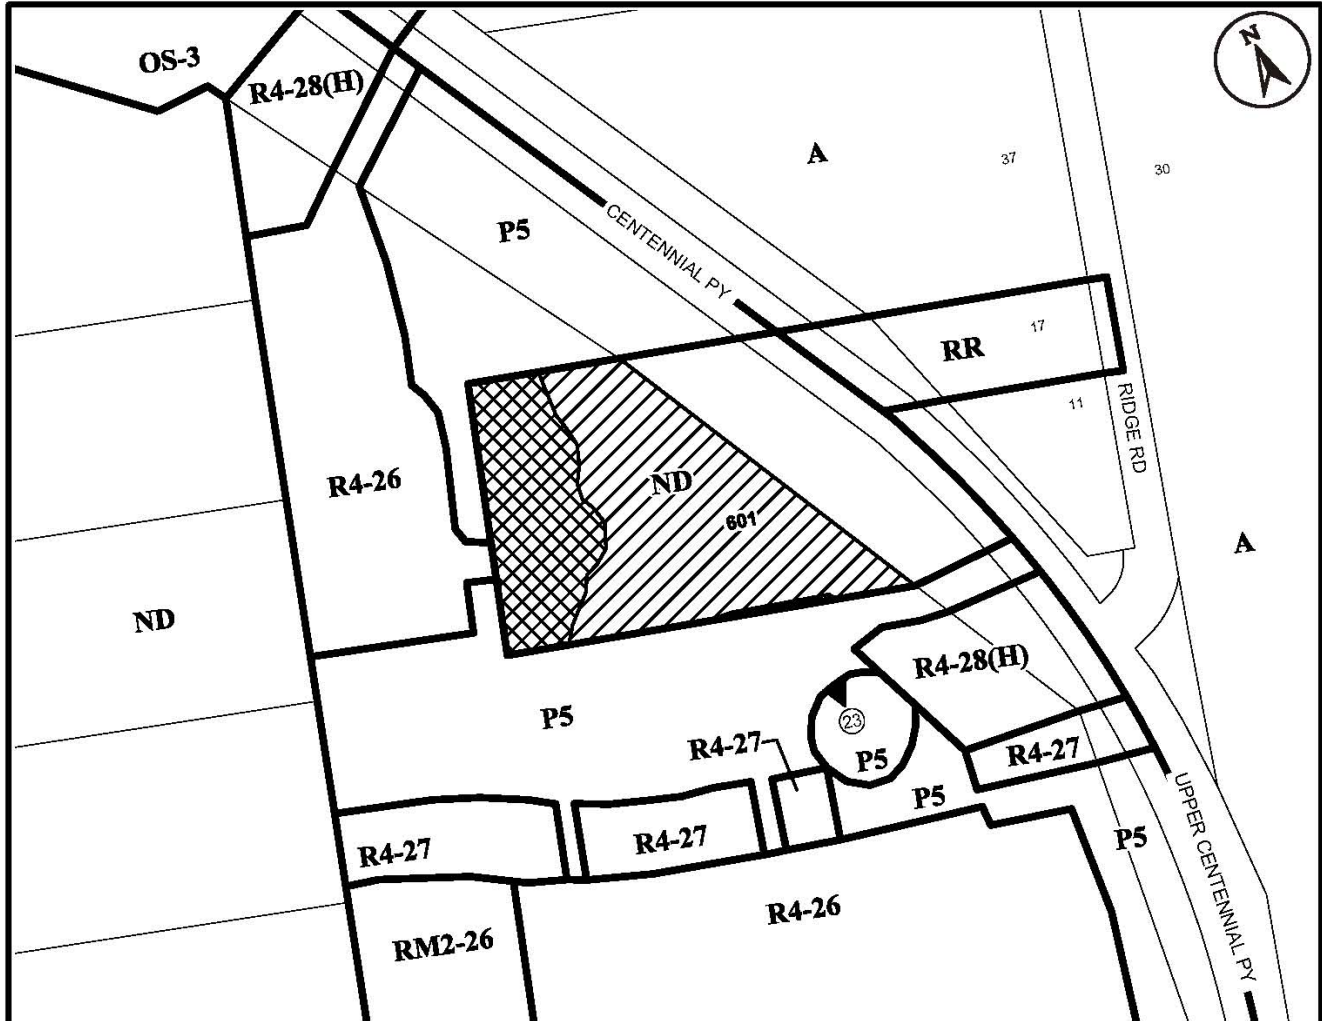 N
OS-3
R4-28(H)
A
37
30
P5
CENTENNIAL PY
17
RR
11
RIDGE RD
R4-26
ND
601
A
ND
R4-28(H)
P5
23
R4-27
P5
R4-27
P5
P5
R4-27
R4-27
UPPER CENTENNIAL PY
R4-26
RM2-26